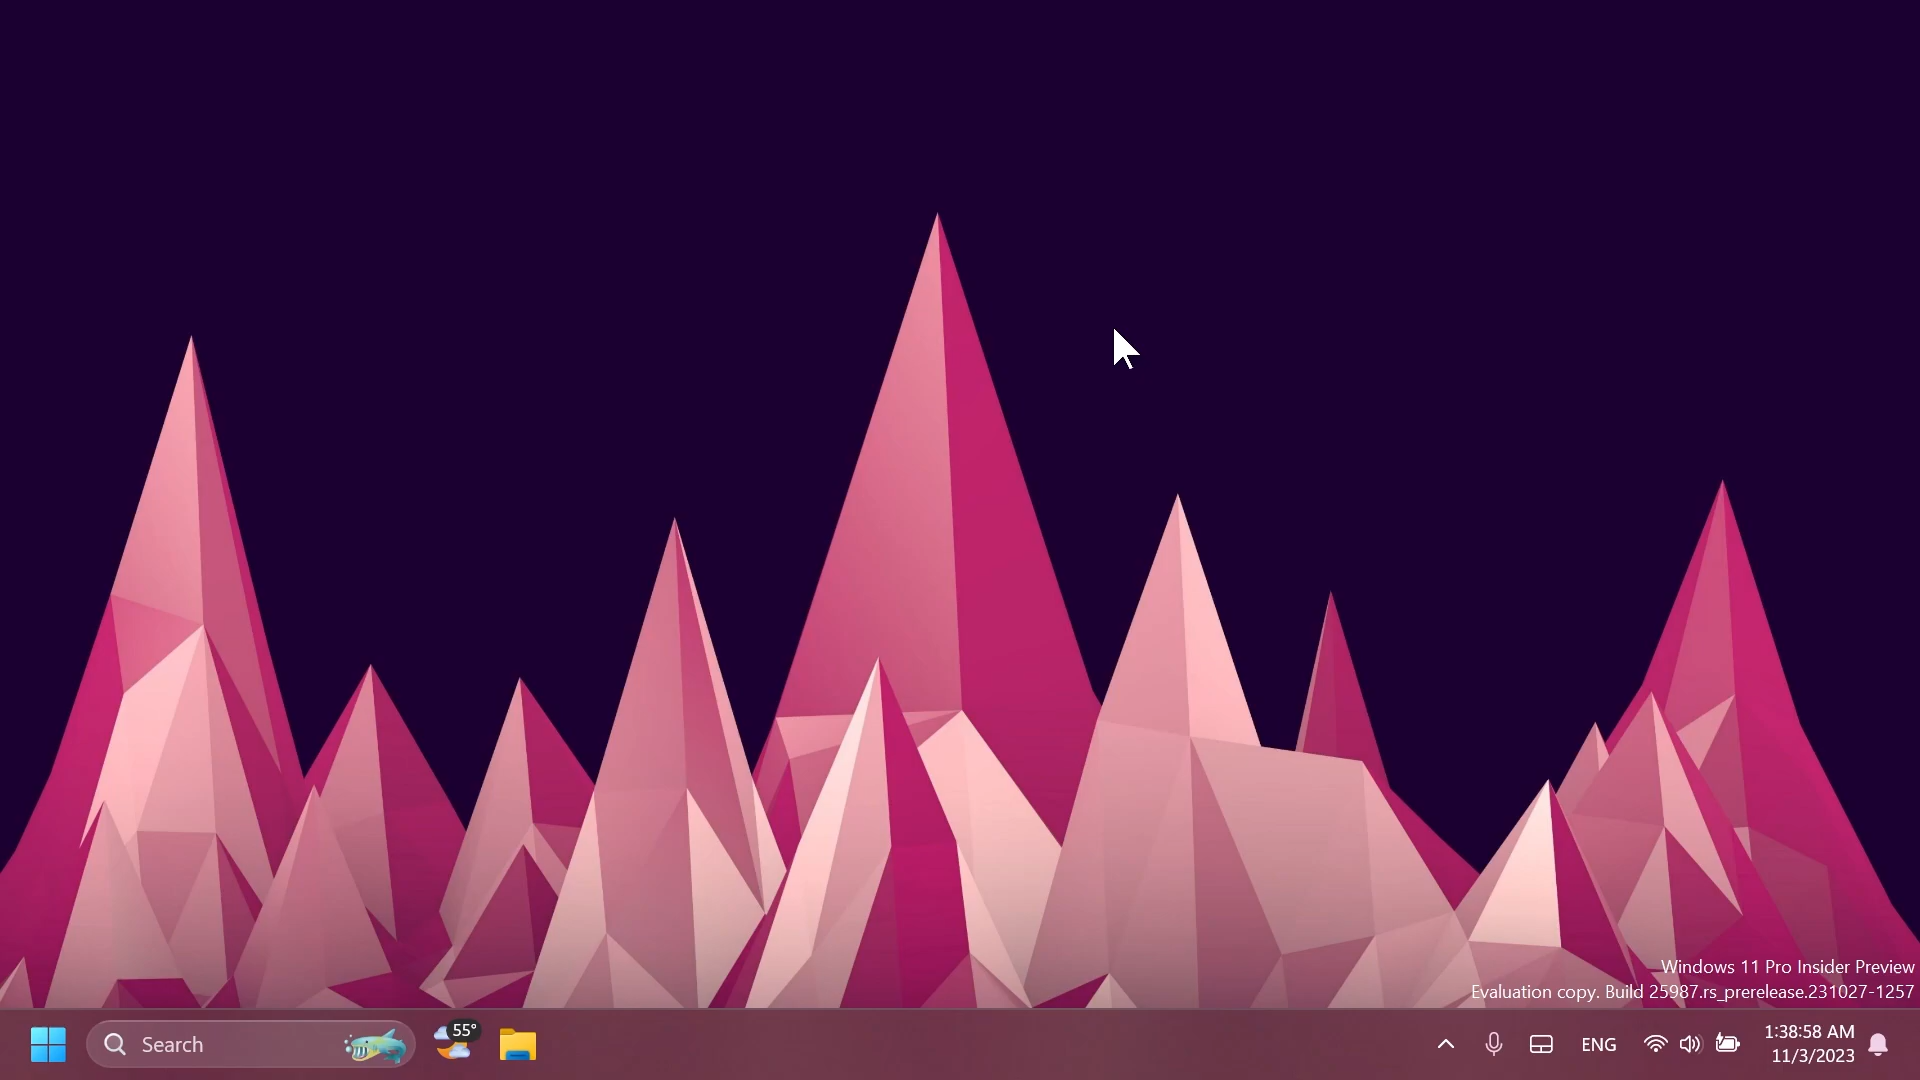 Windows 11 Pro Insider Preview
Evaluation copy. Build 25987.rs_prerelease.231027-1257
Search
55°
ENG
1:38:58 AM
11/3/2023